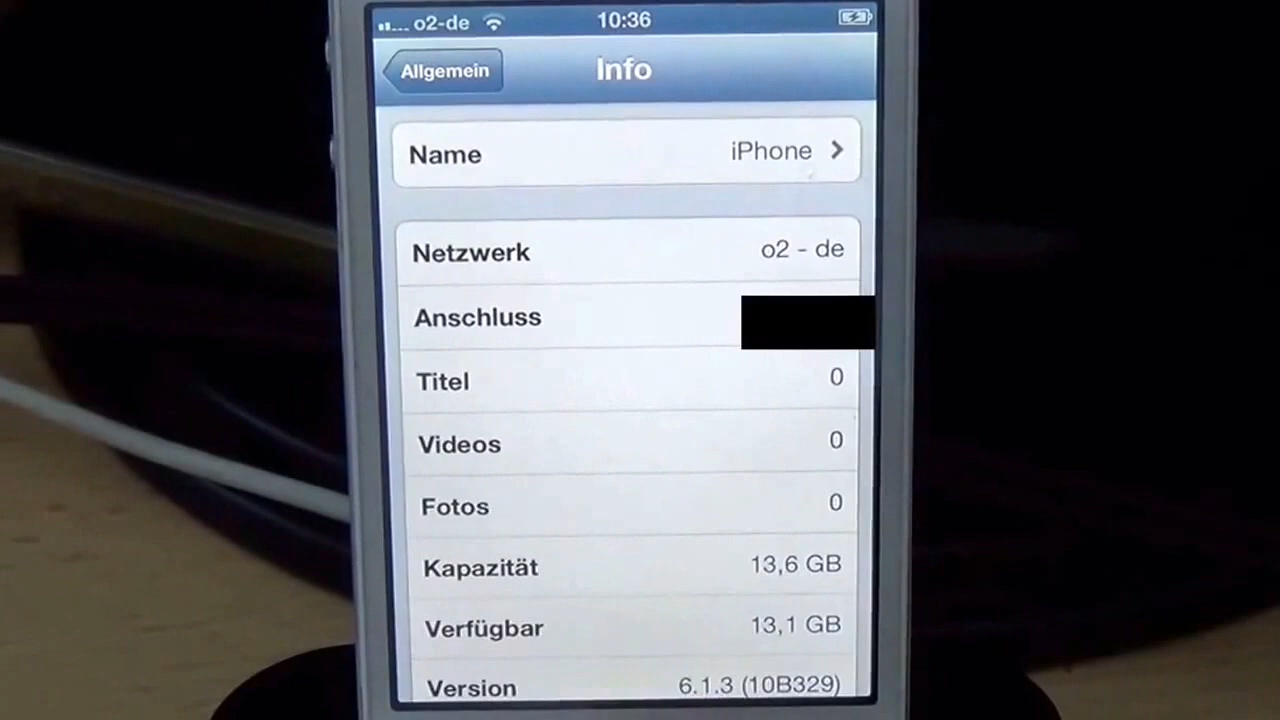 o2-de 10:36
Allgemein Info
Name iPhone
Netzwerk o2 - de
Anschluss
Titel 0
Videos 0
Fotos 0
Kapazität 13,6 GB
Verfügbar 13,1 GB
Version 6.1.3 (10B329)